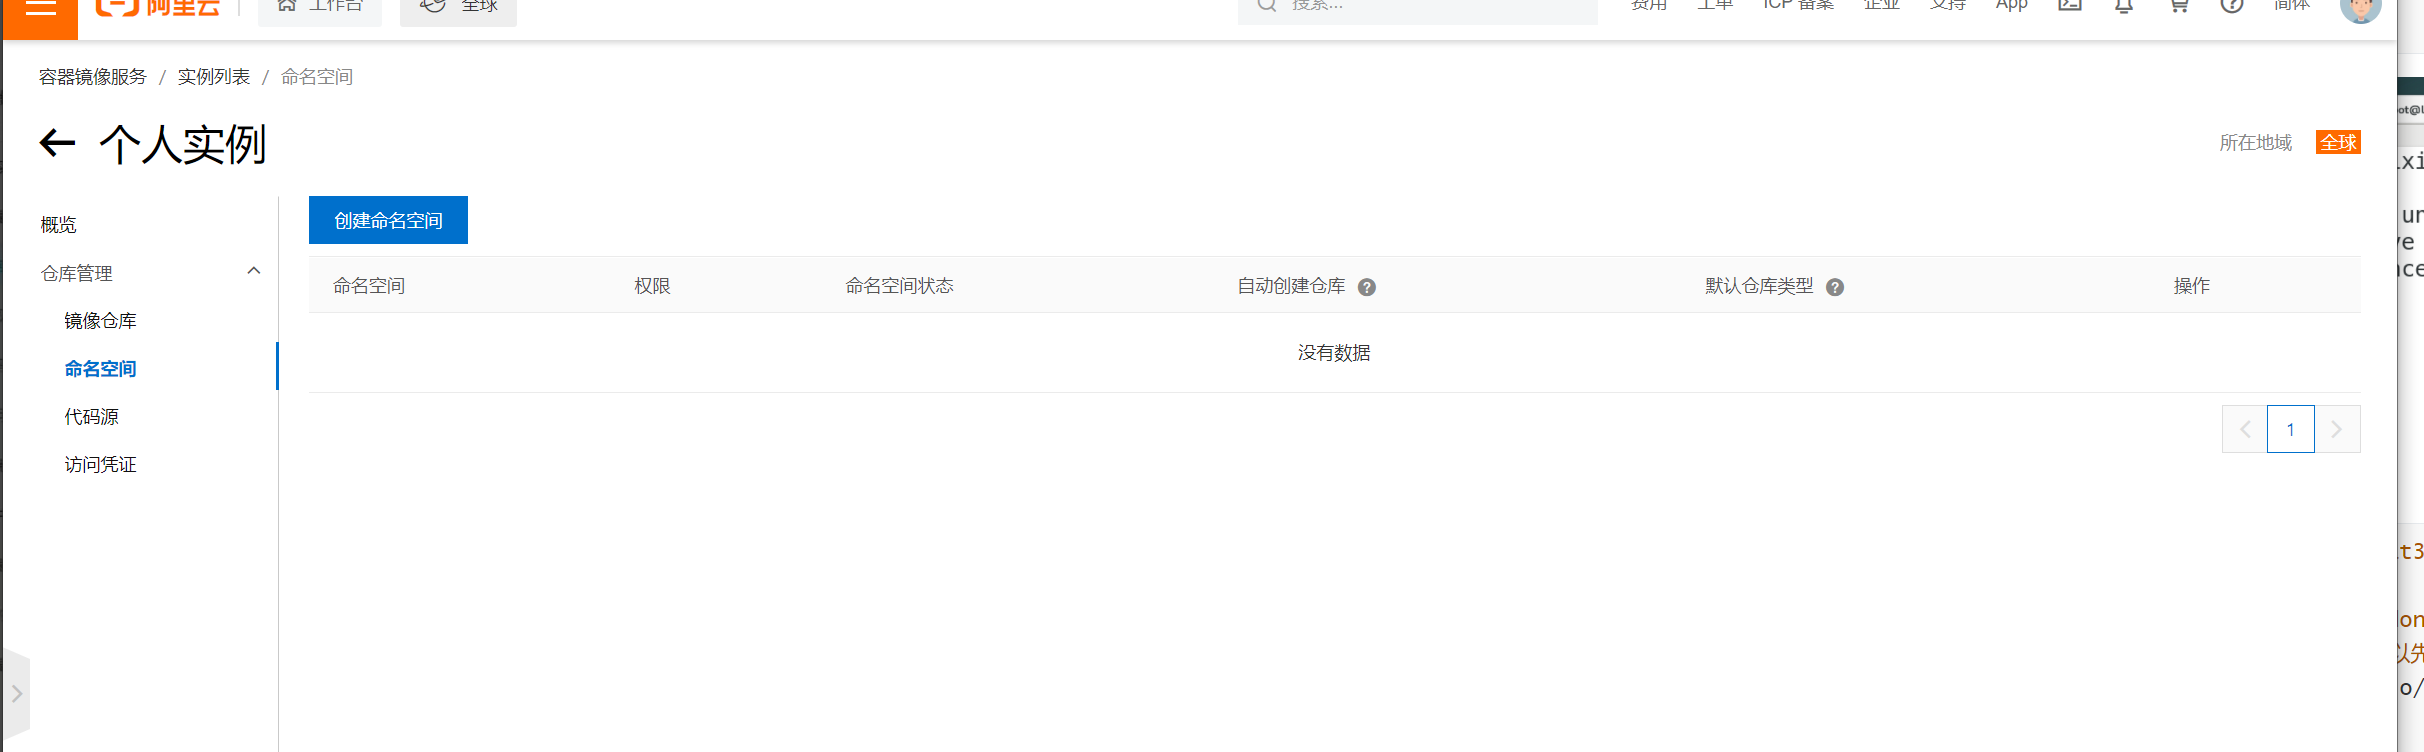 阿里云 工作台 全球 搜索... 费用 工单 ICP 备案 企业 支持 App 简体
容器镜像服务 / 实例列表 / 命名空间
个人实例
所在地域 全球
概览
仓库管理
镜像仓库
命名空间
代码源
访问凭证
创建命名空间
命名空间 权限 命名空间状态 自动创建仓库 ? 默认仓库类型 ? 操作
没有数据
1